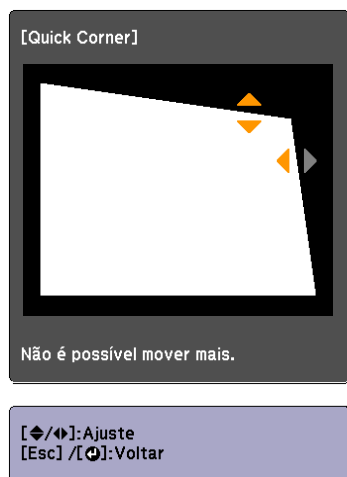 [Quick Corner]
Não é possível mover mais.
[◆/◆]:Ajuste
[Esc] /[↵]:Voltar